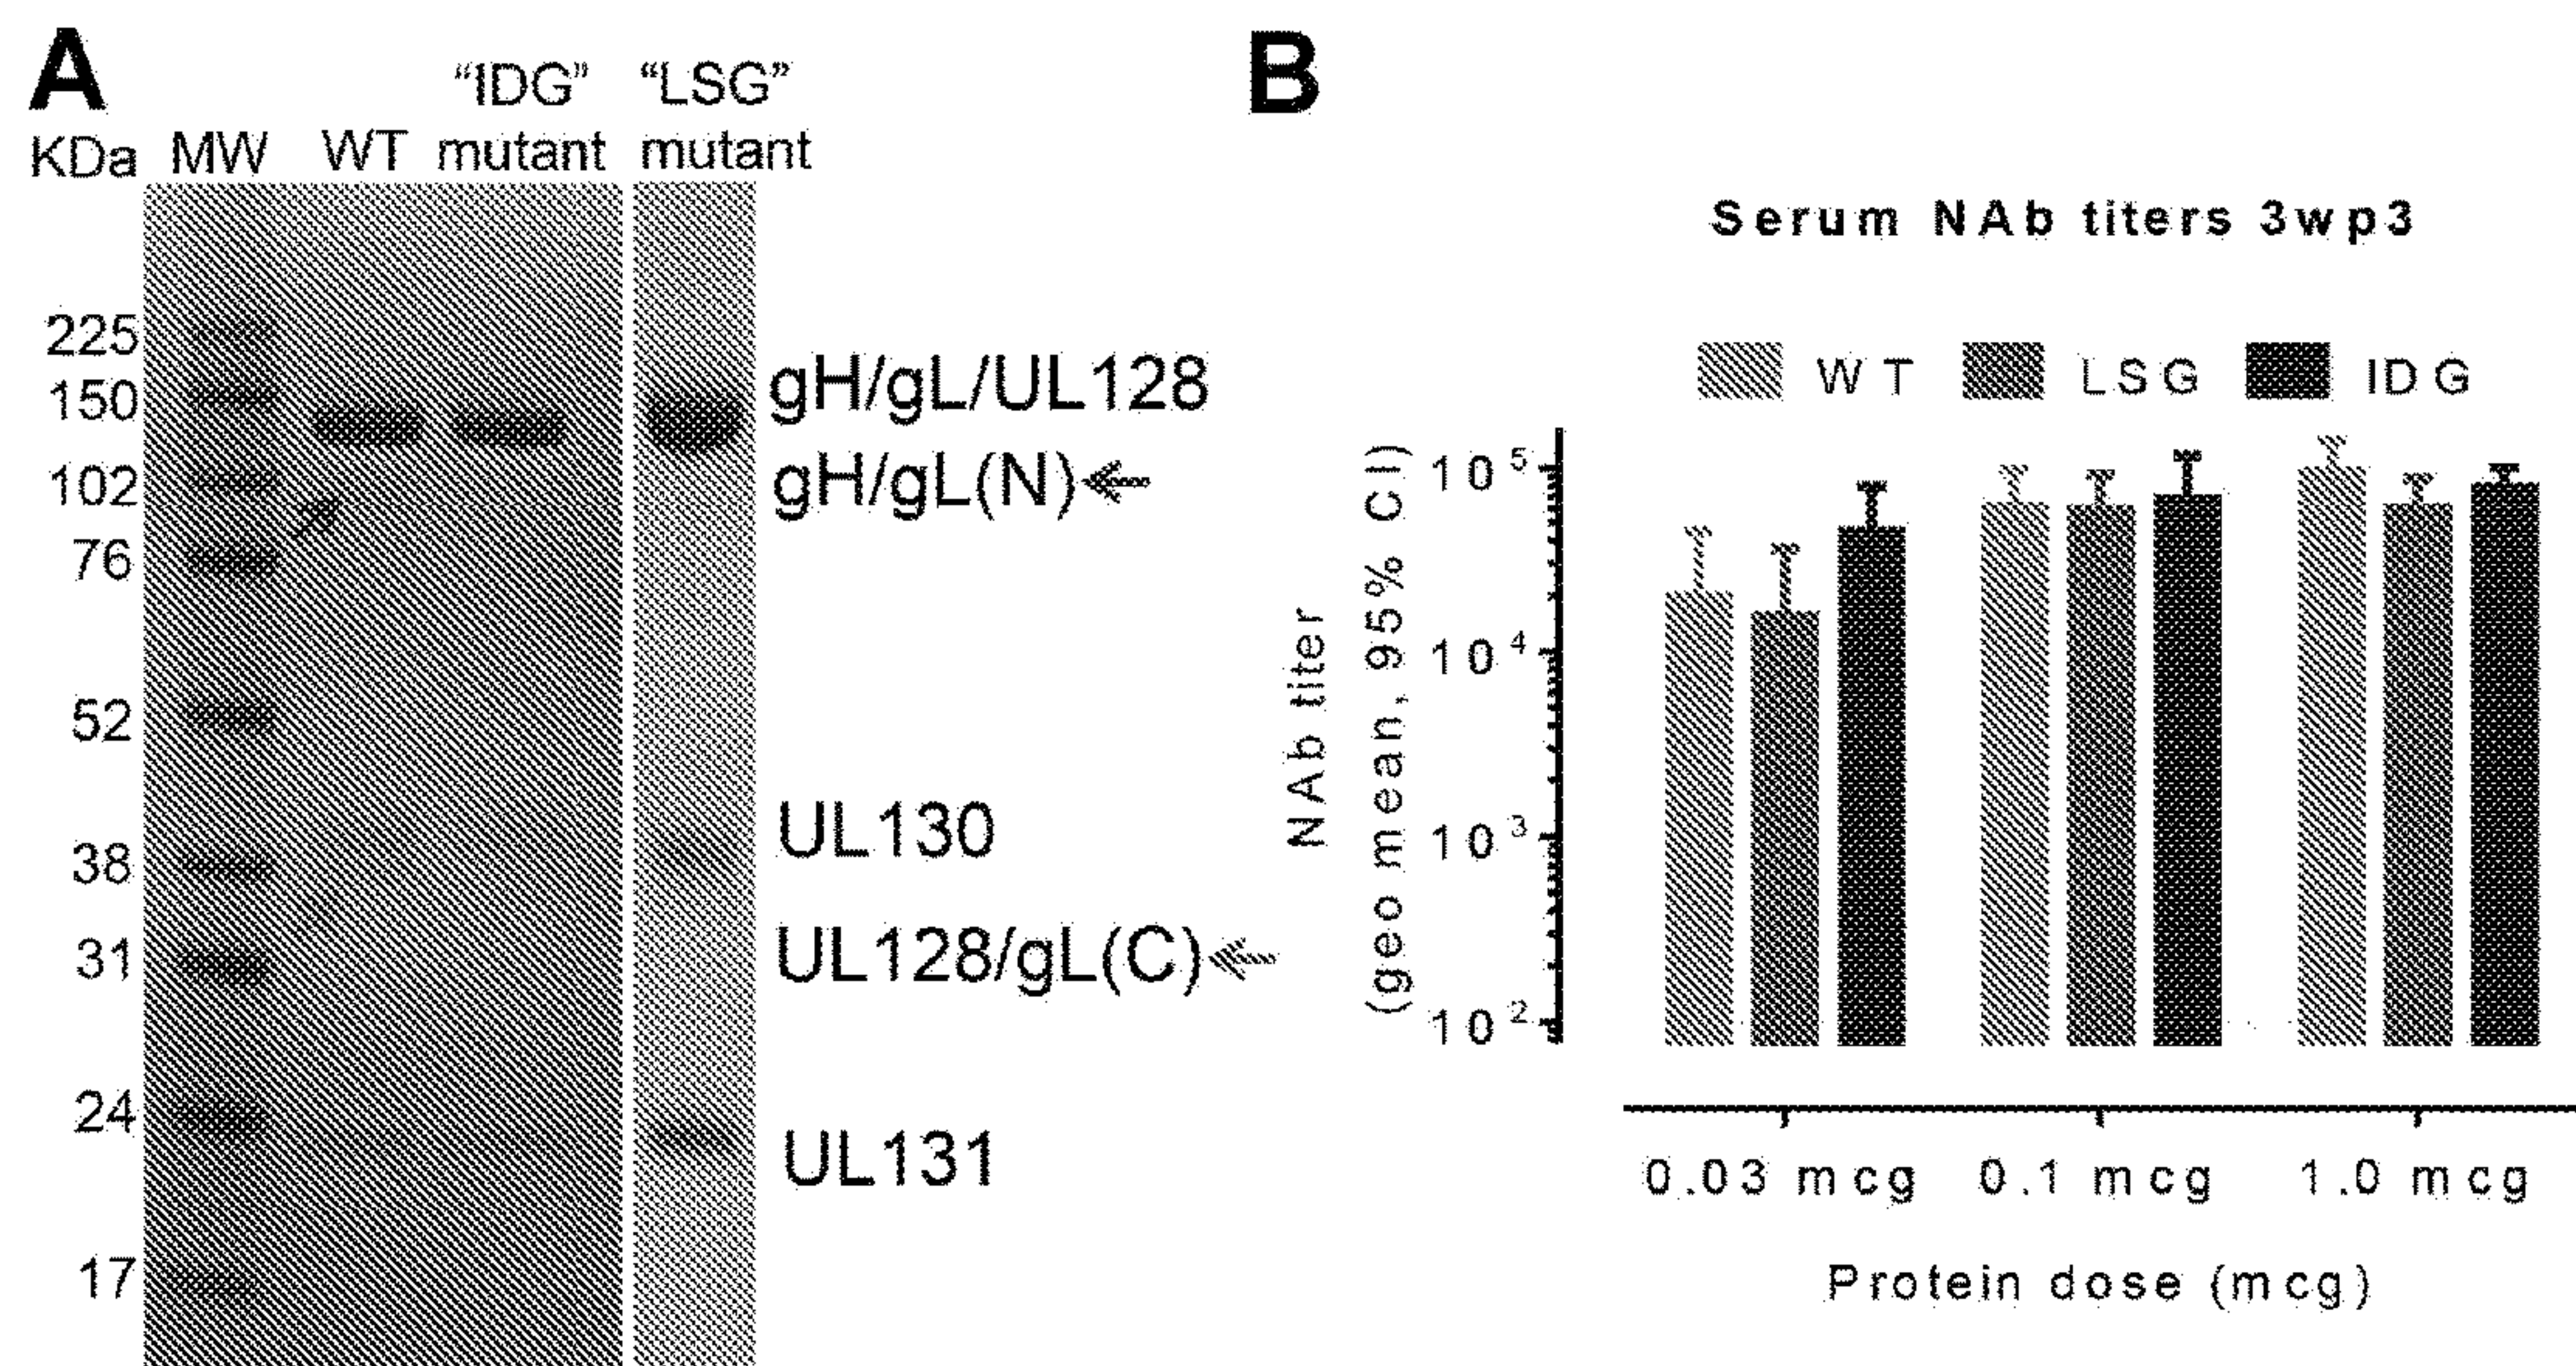 A
"IDG" "LSG"
KDa MW WT mutant mutant
225
150
102
76
52
38
31
24
17
gH/gL/UL128
gH/gL(N)
UL130
UL128/gL(C)
UL131
B
Serum NAb titers 3wp3
WT LSG IDG
NAb titer
(geo mean, 95% CI)
10^5
10^4
10^3
10^2
0.03 mcg 0.1 mcg 1.0 mcg
Protein dose (mcg)